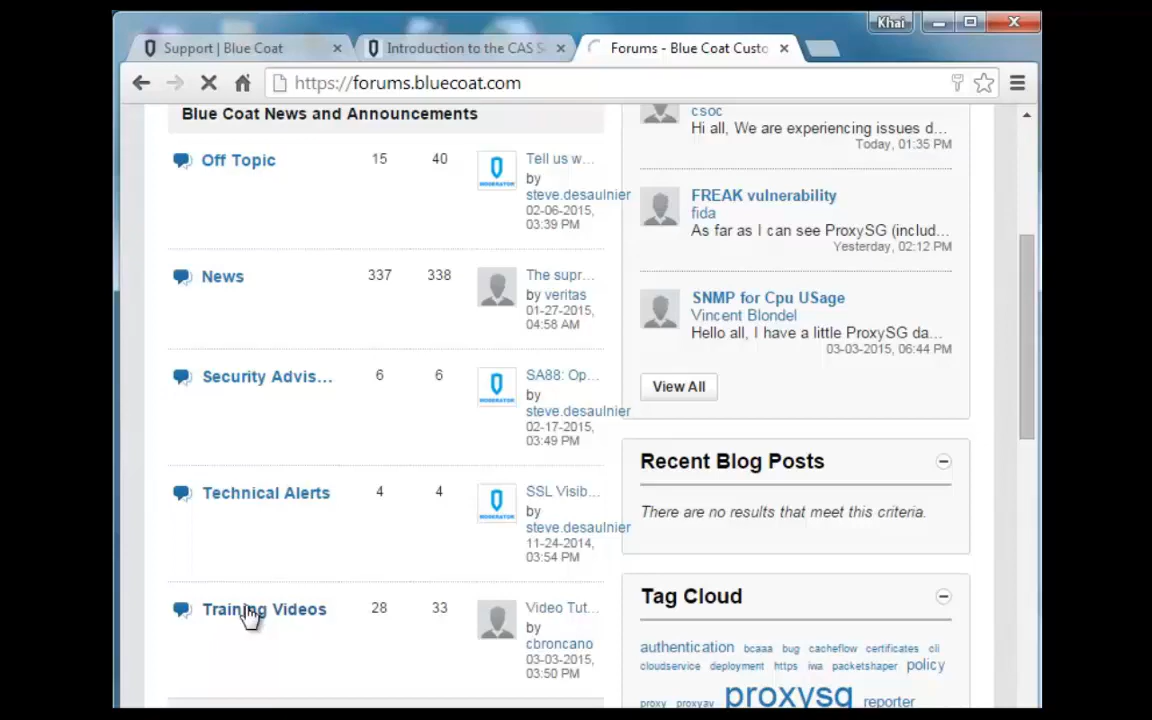 Khai
Support | Blue Coat
Introduction to the CAS S
Forums - Blue Coat Custo
https://forums.bluecoat.com
Blue Coat News and Announcements
Off Topic 15 40 Tell us w...
by
steve.desaulnier
02-06-2015,
03:39 PM
News 337 338 The supr...
by veritas
01-27-2015,
04:58 AM
Security Advis... 6 6 SA88: Op...
by
steve.desaulnier
02-17-2015,
03:49 PM
Technical Alerts 4 4 SSL Visib...
by
steve.desaulnier
11-24-2014,
03:54 PM
Training Videos 28 33 Video Tut...
by
cbroncano
03-03-2015,
03:50 PM
csoc
Hi all, We are experiencing issues d...
Today, 01:35 PM
FREAK vulnerability
fida
As far as I can see ProxySG (includ...
Yesterday, 02:12 PM
SNMP for Cpu USage
Vincent Blondel
Hello all, I have a little ProxySG da...
03-03-2015, 06:44 PM
View All
Recent Blog Posts
There are no results that meet this criteria.
Tag Cloud
authentication bcaaa bug cacheflow certificates cli
cloudservice deployment https iwa packetshaper policy
proxy proxyav proxysg reporter